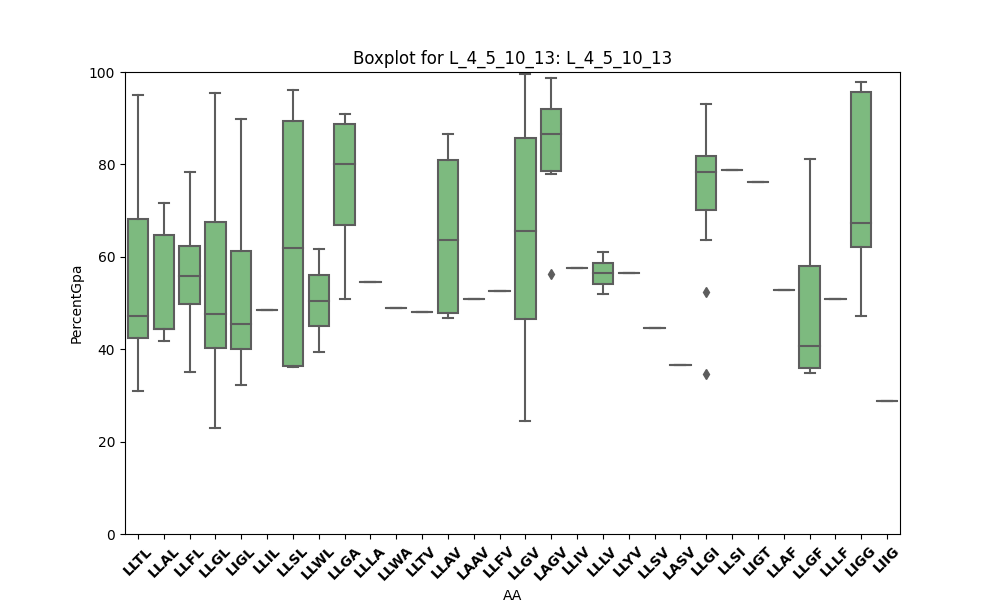 Boxplot for L_4_5_10_13: L_4_5_10_13
PercentGpa
100
80
60
40
20
0
LLTL LLAL LLFL LLGL LIGL LLIL LLSL LLWL LLGA LLLA LLWA LLTV LLAV LAAV LLFV LLGV LAGV LLIV LLLV LLYV LLSV LASV LLGI LLSI LIGT LLAF LLGF LLLF LIGG LIIG
AA